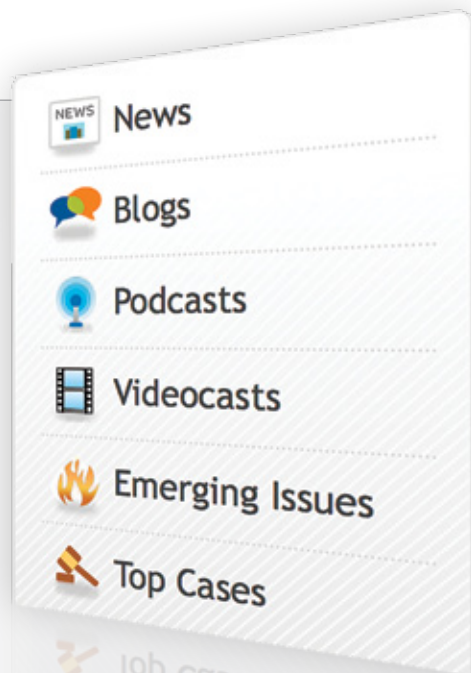 NEWS News
Blogs
Podcasts
Videocasts
Emerging Issues
Top Cases